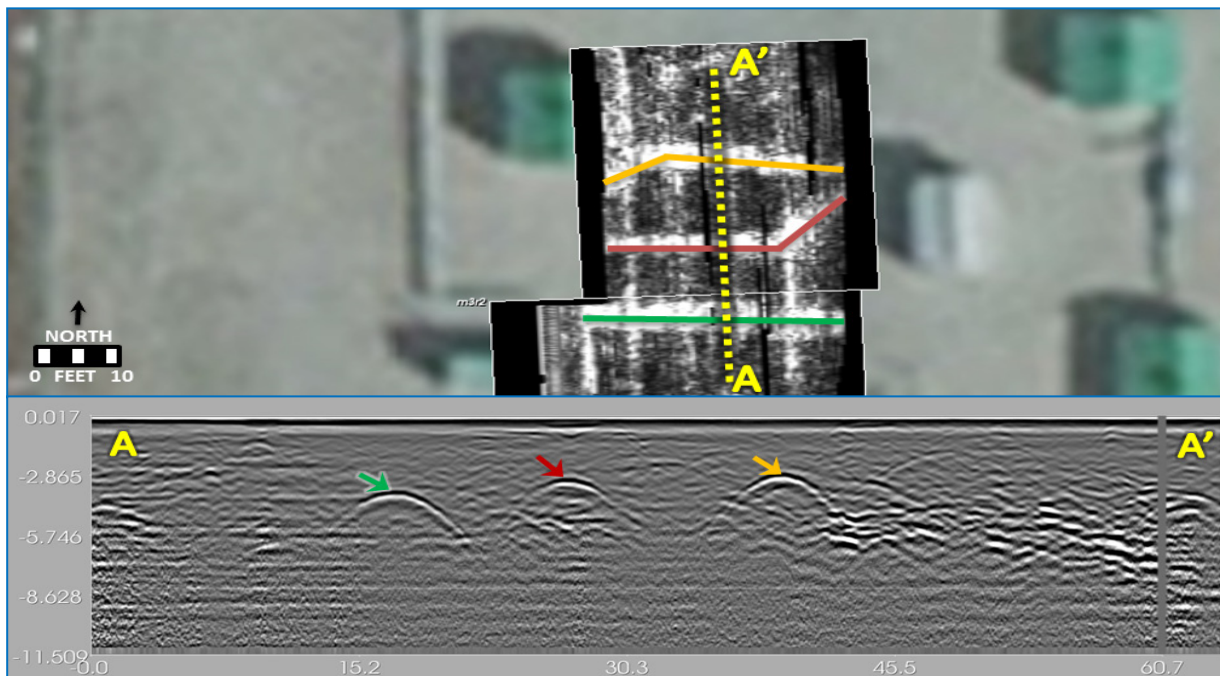 A'
m3r2
NORTH
0 FEET 10
A
0.017
A
A'
-2.865
-5.746
-8.628
-11.509
-0.0
15.2
30.3
45.5
60.7